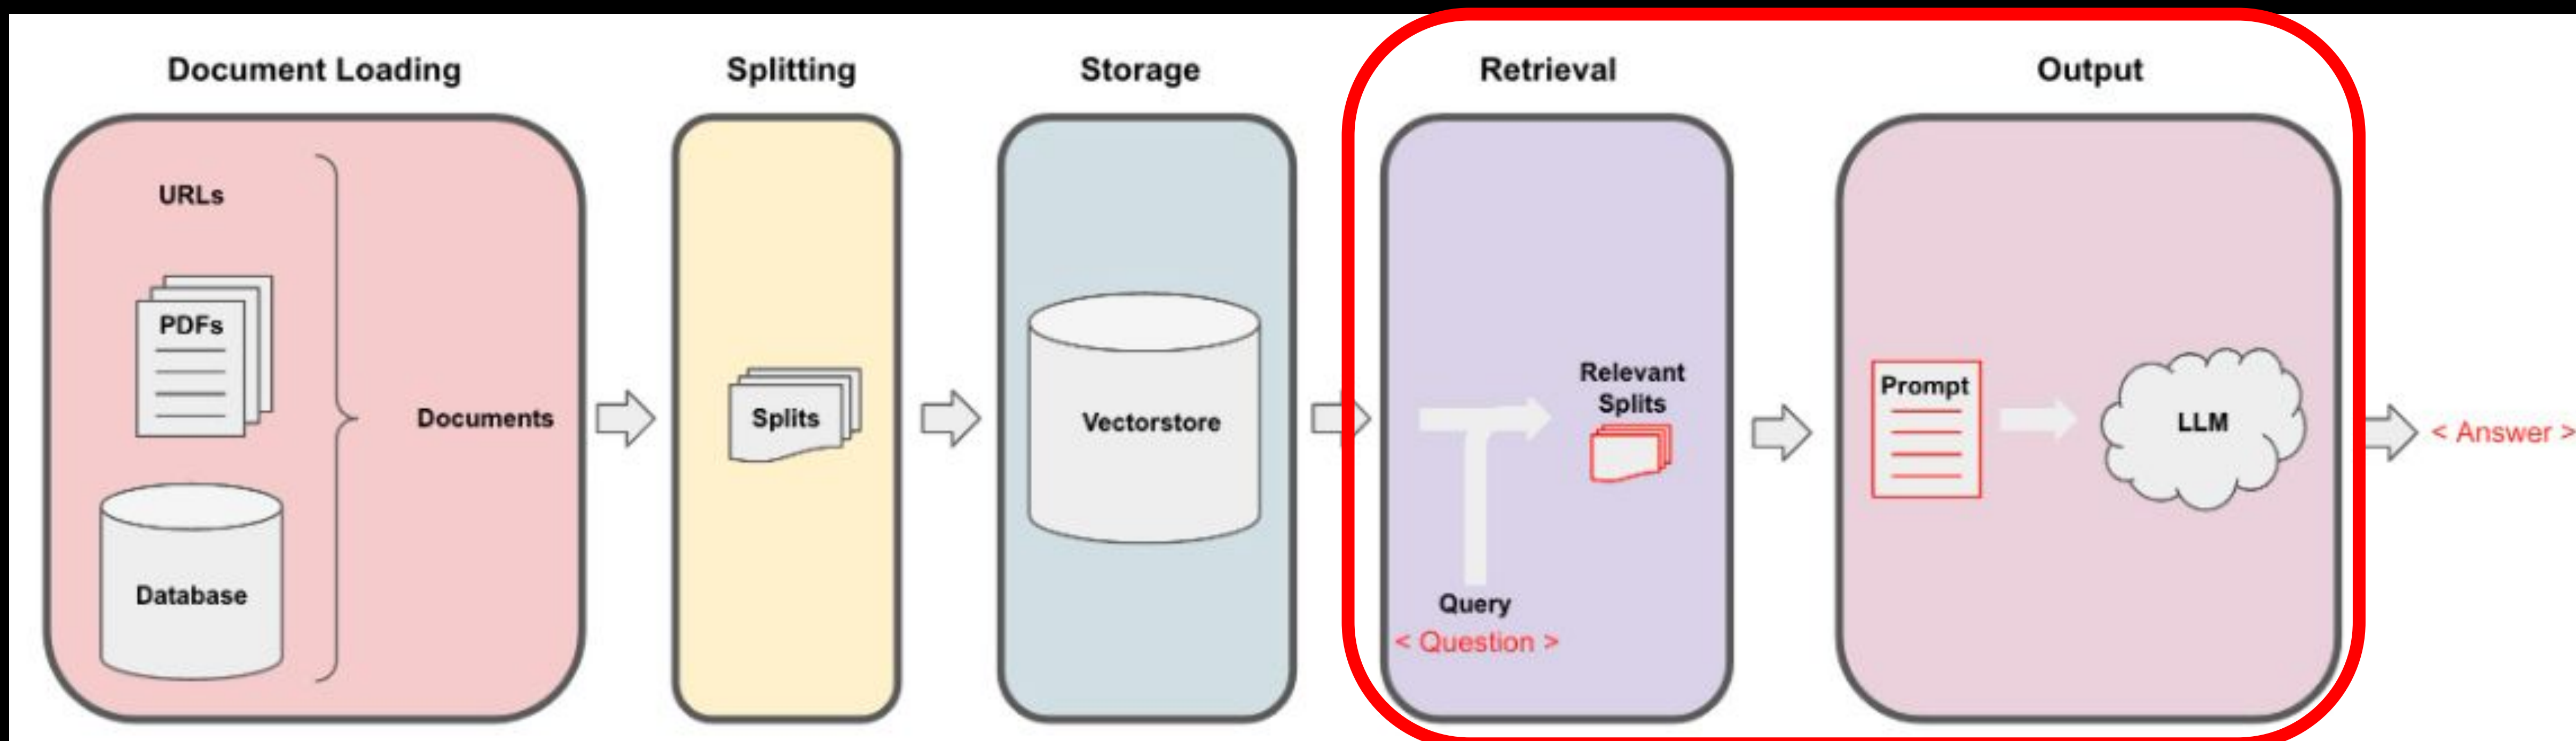 Document Loading
Splitting
Storage
Retrieval
Output
URLs
PDFs
Documents
Database
Splits
Vectorstore
Relevant
Splits
Query
< Question >
Prompt
LLM
< Answer >